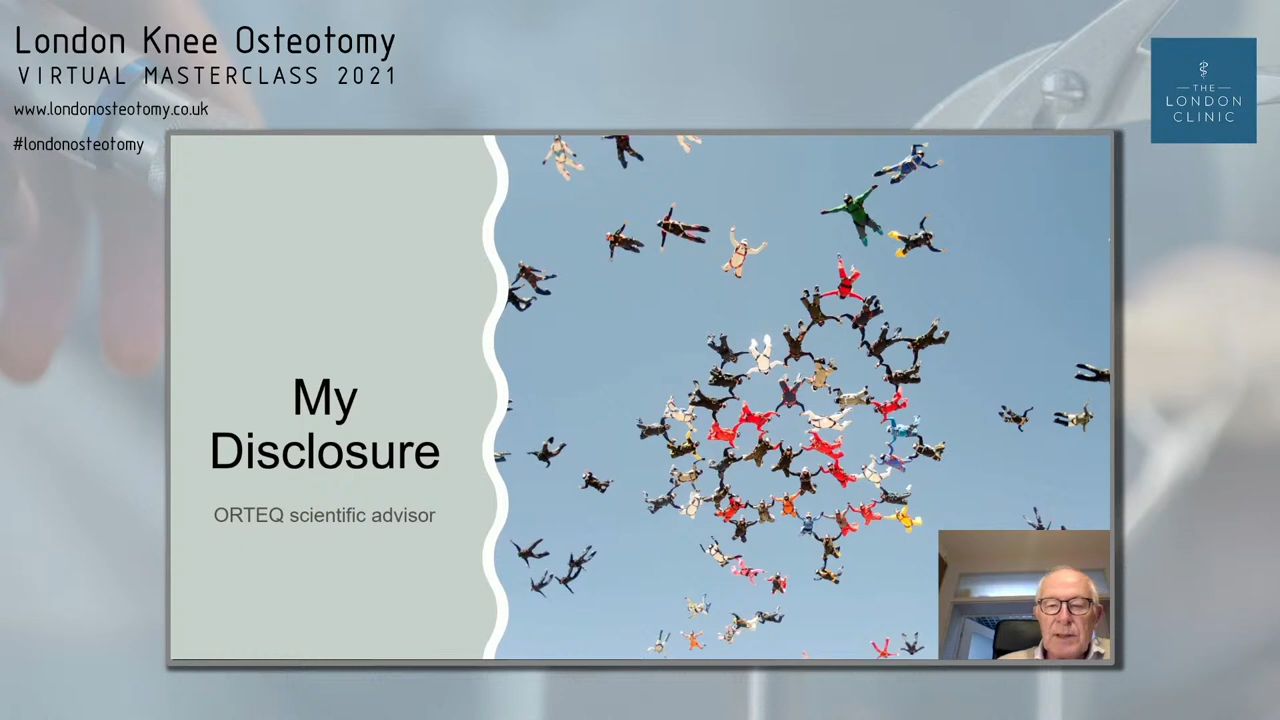 London Knee Osteotomy
VIRTUAL MASTERCLASS 2021
www.londonosteotomy.co.uk
#londonosteotomy
THE
LONDON
CLINIC
My
Disclosure
ORTEQ scientific advisor